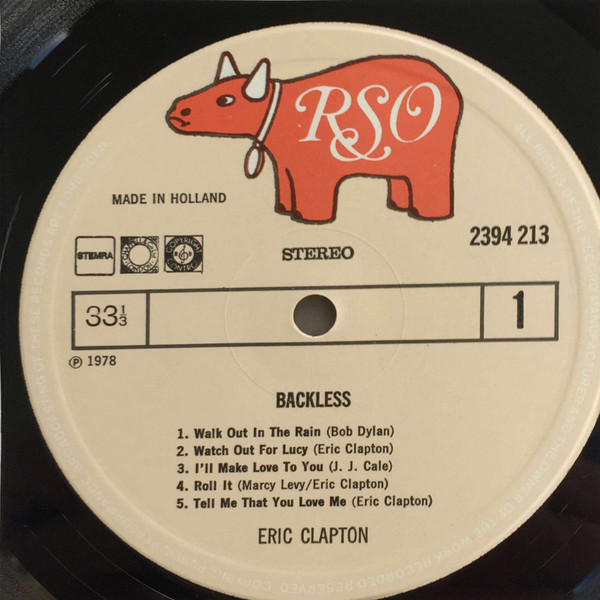 RSO
MADE IN HOLLAND
2394 213
STEMRA
COPYRIGHT CONTROL
STEREO
33⅓
1
℗ 1978
BACKLESS
1. Walk Out In The Rain (Bob Dylan)
2. Watch Out For Lucy (Eric Clapton)
3. I'll Make Love To You (J. J. Cale)
4. Roll It (Marcy Levy/Eric Clapton)
5. Tell Me That You Love Me (Eric Clapton)
ERIC CLAPTON